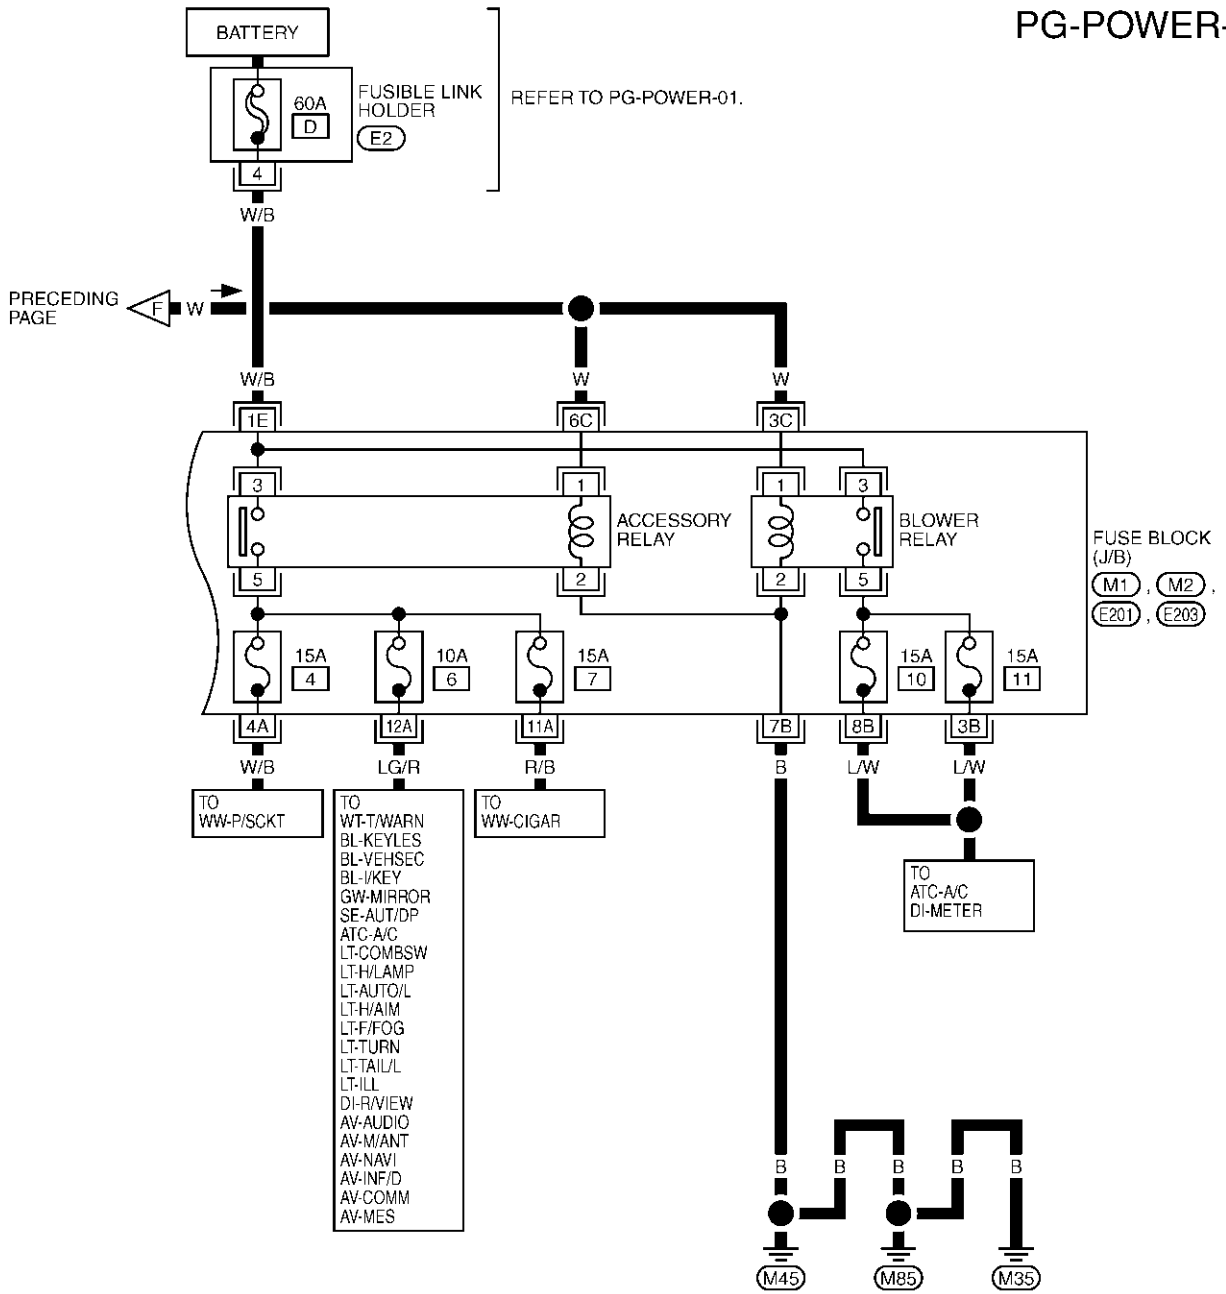 PG-POWER-
BATTERY
60A
D
FUSIBLE LINK
HOLDER
E2
REFER TO PG-POWER-01.
4
W/B
PRECEDING
PAGE
F
W
W/B
W
W
1E
6C
3C
3
1
1
3
ACCESSORY
RELAY
BLOWER
RELAY
FUSE BLOCK
(J/B)
M1 , M2 ,
E201 , E203
5
2
2
5
15A
4
10A
6
15A
7
15A
10
15A
11
4A
12A
11A
7B
8B
3B
W/B
LG/R
R/B
B
L/W
L/W
TO
WW-P/SCKT
TO
WT-T/WARN
BL-KEYLES
BL-VEHSEC
BL-I/KEY
GW-MIRROR
SE-AUT/DP
ATC-A/C
LT-COMBSW
LT-H/LAMP
LT-AUTO/L
LT-H/AIM
LT-F/FOG
LT-TURN
LT-TAIL/L
LT-ILL
DI-R/VIEW
AV-AUDIO
AV-M/ANT
AV-NAVI
AV-INF/D
AV-COMM
AV-MES
TO
WW-CIGAR
TO
ATC-A/C
DI-METER
B
B
B
B
B
M45
M85
M35